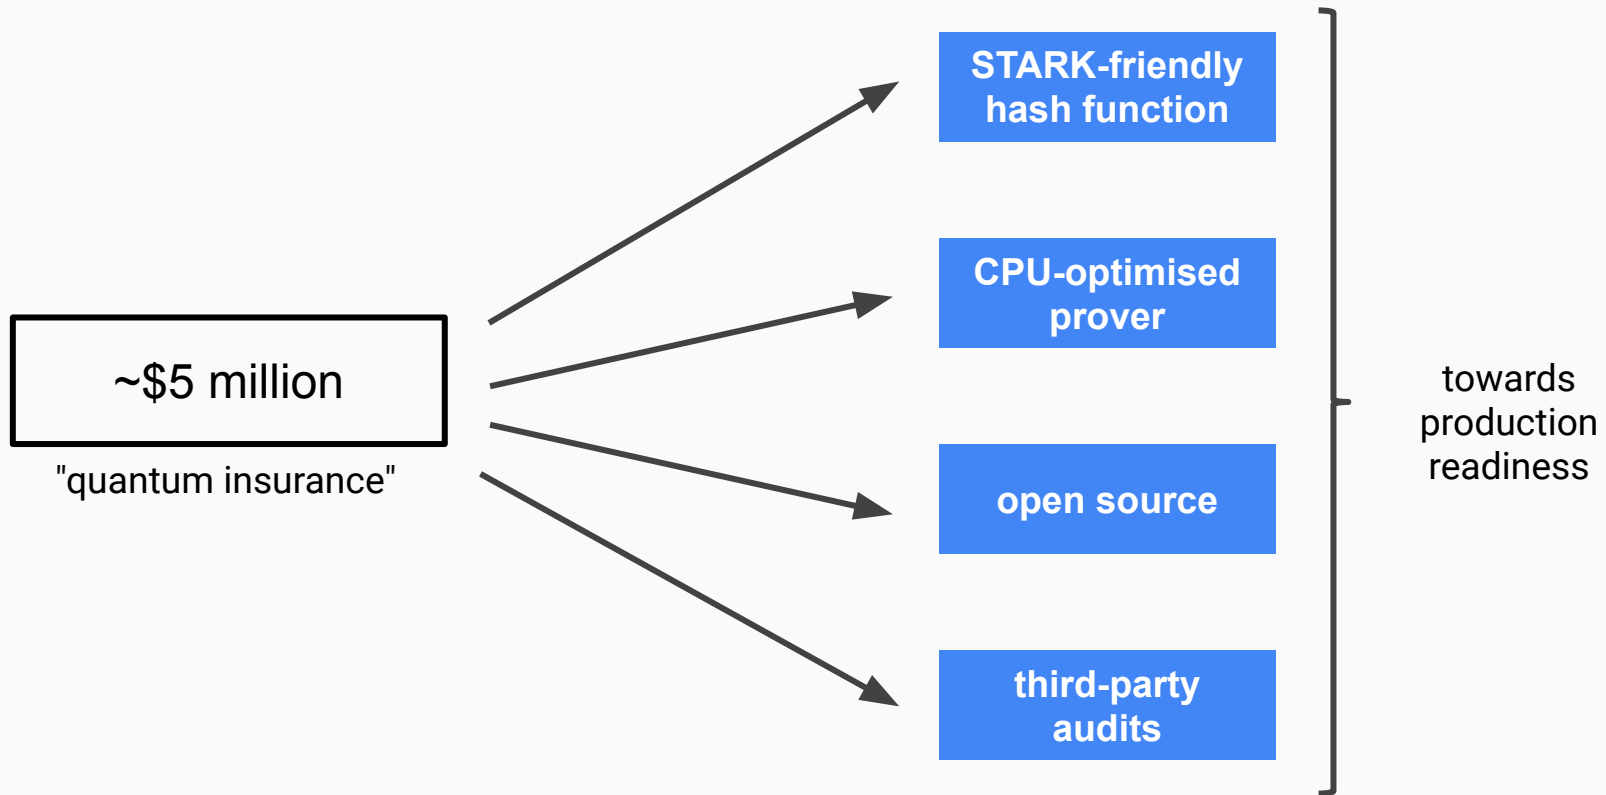 ~$5 million
"quantum insurance"
STARK-friendly
hash function
CPU-optimised
prover
open source
third-party
audits
towards
production
readiness